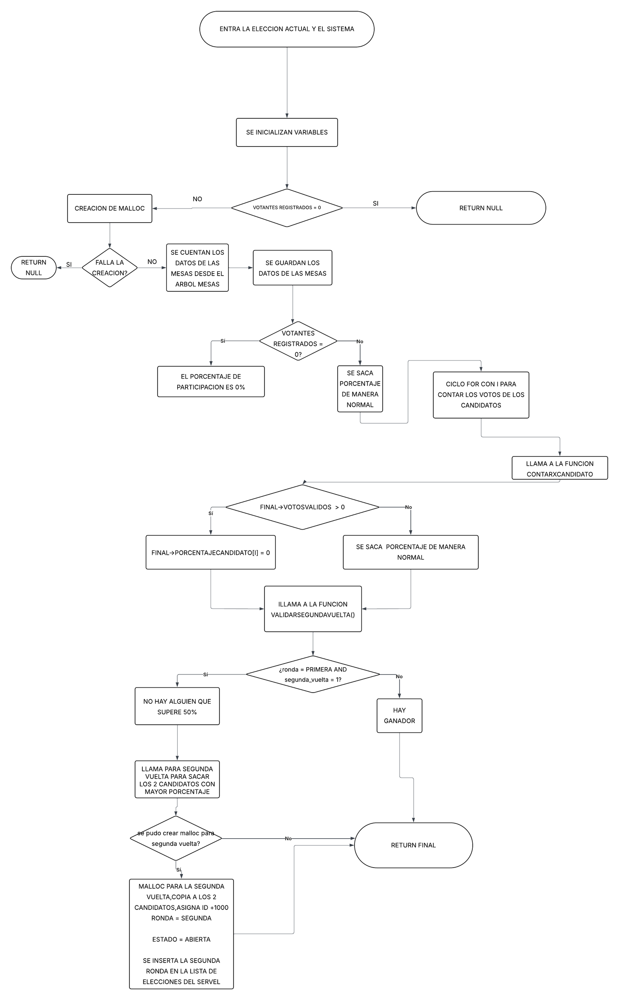 ENTRA LA ELECCION ACTUAL Y EL SISTEMA
SE INICIALIZAN VARIABLES
VOTANTES REGISTRADOS = 0
NO
SI
CREACION DE MALLOC
RETURN NULL
FALLA LA
CREACION?
SI
NO
RETURN
NULL
SE CUENTAN LOS
DATOS DE LAS
MESAS DESDE EL
ARBOL MESAS
SE GUARDAN LOS
DATOS DE LAS MESAS
VOTANTES
REGISTRADOS =
0?
Sí
No
EL PORCENTAJE DE
PARTICIPACION ES 0%
SE SACA
PORCENTAJE
DE MANERA
NORMAL
CICLO FOR CON I PARA
CONTAR LOS VOTOS DE LOS
CANDIDATOS
LLAMA A LA FUNCION
CONTARXCANDIDATO
FINAL→VOTOSVALIDOS > 0
Sí
No
FINAL→PORCENTAJECANDIDATO[I] = 0
SE SACA PORCENTAJE DE MANERA
NORMAL
ILLAMA A LA FUNCION
VALIDARSEGUNDAVUELTA()
¿ronda = PRIMERA AND
segunda_vuelta = 1?
Sí
No
NO HAY ALGUIEN QUE
SUPERE 50%
HAY
GANADOR
LLAMA PARA SEGUNDA
VUELTA PARA SACAR
LOS 2 CANDIDATOS CON
MAYOR PORCENTAJE
se pudo crear malloc para
segunda vuelta?
No
Sí
RETURN FINAL
MALLOC PARA LA SEGUNDA
VUELTA,COPIA A LOS 2
CANDIDATOS,ASIGNA ID +1000
RONDA = SEGUNDA
ESTADO = ABIERTA
SE INSERTA LA SEGUNDA
RONDA EN LA LISTA DE
ELECCIONES DEL SERVEL